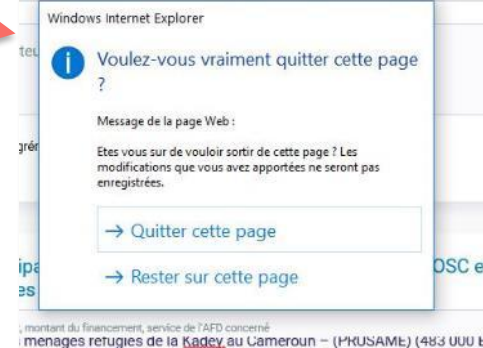 Windows Internet Explorer
Voulez-vous vraiment quitter cette page
?
Message de la page Web :
Etes vous sur de vouloir sortir de cette page ? Les
modifications que vous avez apportées ne seront pas
enregistrées.
→ Quitter cette page
→ Rester sur cette page
OSC e
, montant du financement, service de l'AFD concerné
menages refugies de la Kadey au Cameroun – (PRUSAME) (483 000 E